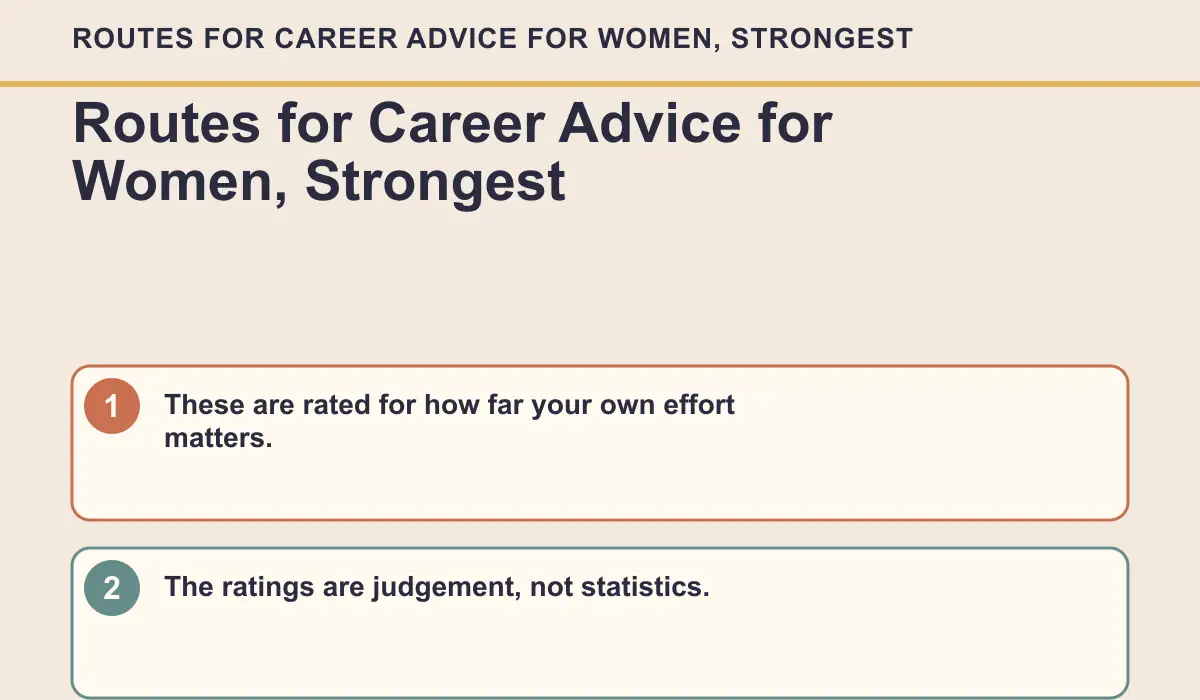 ROUTES FOR CAREER ADVICE FOR WOMEN, STRONGEST
Routes for Career Advice for
Women, Strongest
1
These are rated for how far your own effort
matters.
2
The ratings are judgement, not statistics.